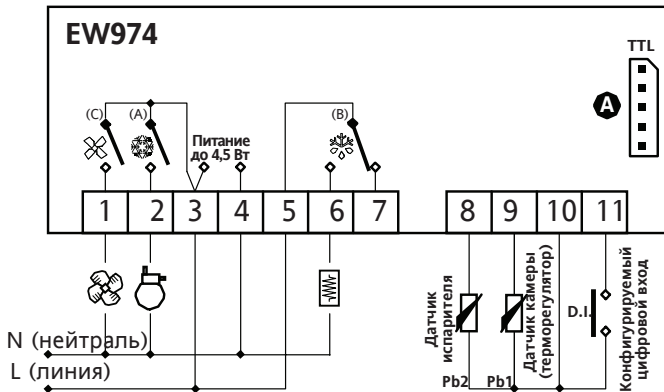 EW974
TTL
A
(C)
(A)
(B)
Питание
до 4,5 Вт
1 2 3 4 5 6 7 8 9 10 11
Датчик
испарителя
Датчик камеры
(терморегулятор)
D.I.
Конфигурируемый
цифровой вход
N (нейтраль)
L (линия)
Pb2 Pb1